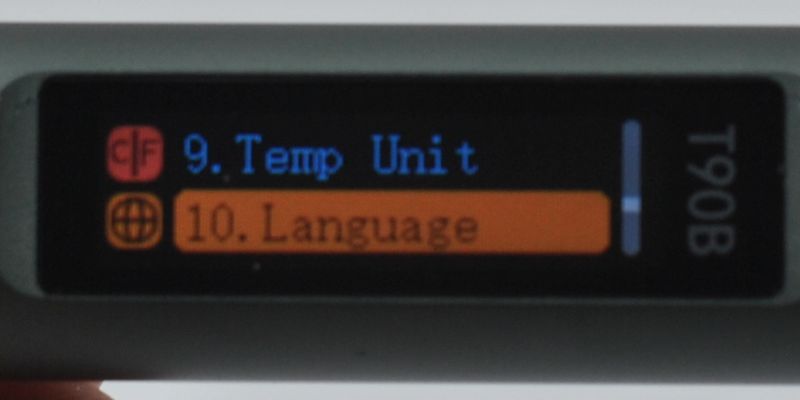 C|F 9.Temp Unit
10.Language
T90B